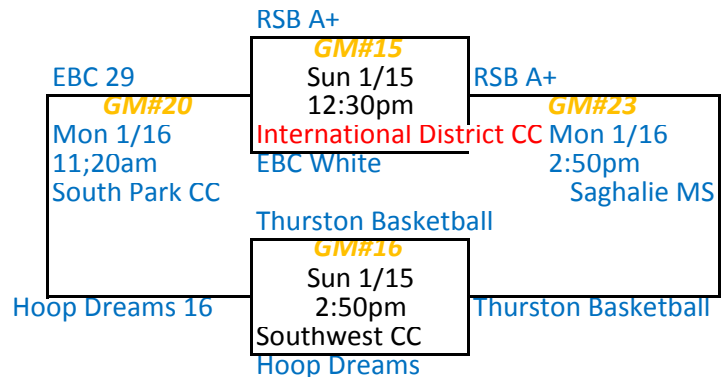 RSB A+
GM#15
EBC 29
Sun 1/15
RSB A+
GM#20
12:30pm
GM#23
Mon 1/16
International District CC
Mon 1/16
11;20am
EBC White
2:50pm
South Park CC
Saghalie MS
Thurston Basketball
GM#16
Sun 1/15
Hoop Dreams 16
2:50pm
Thurston Basketball
Southwest CC
Hoop Dreams